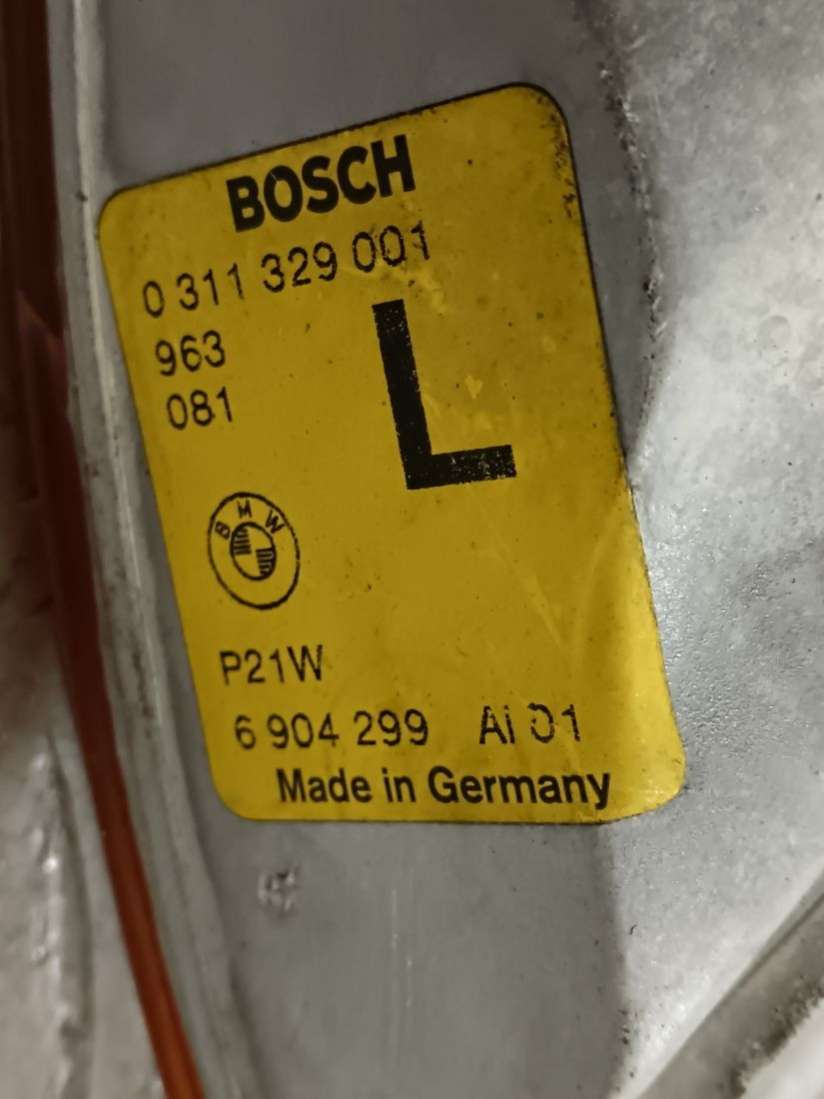 BOSCH
0 311 329 001
963
081
L
BMW
P21W
6 904 299 AI 01
Made in Germany